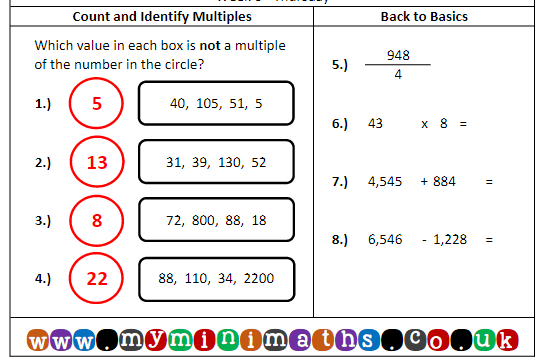 Count and Identify Multiples
Which value in each box is not a multiple
of the number in the circle?
1.) 5 40, 105, 51, 5
2.) 13 31, 39, 130, 52
3.) 8 72, 800, 88, 18
4.) 22 88, 110, 34, 2200
Back to Basics
5.) 948
4
6.) 43 x 8 =
7.) 4,545 + 884 =
8.) 6,546 - 1,228 =
www.myminimaths.co.uk